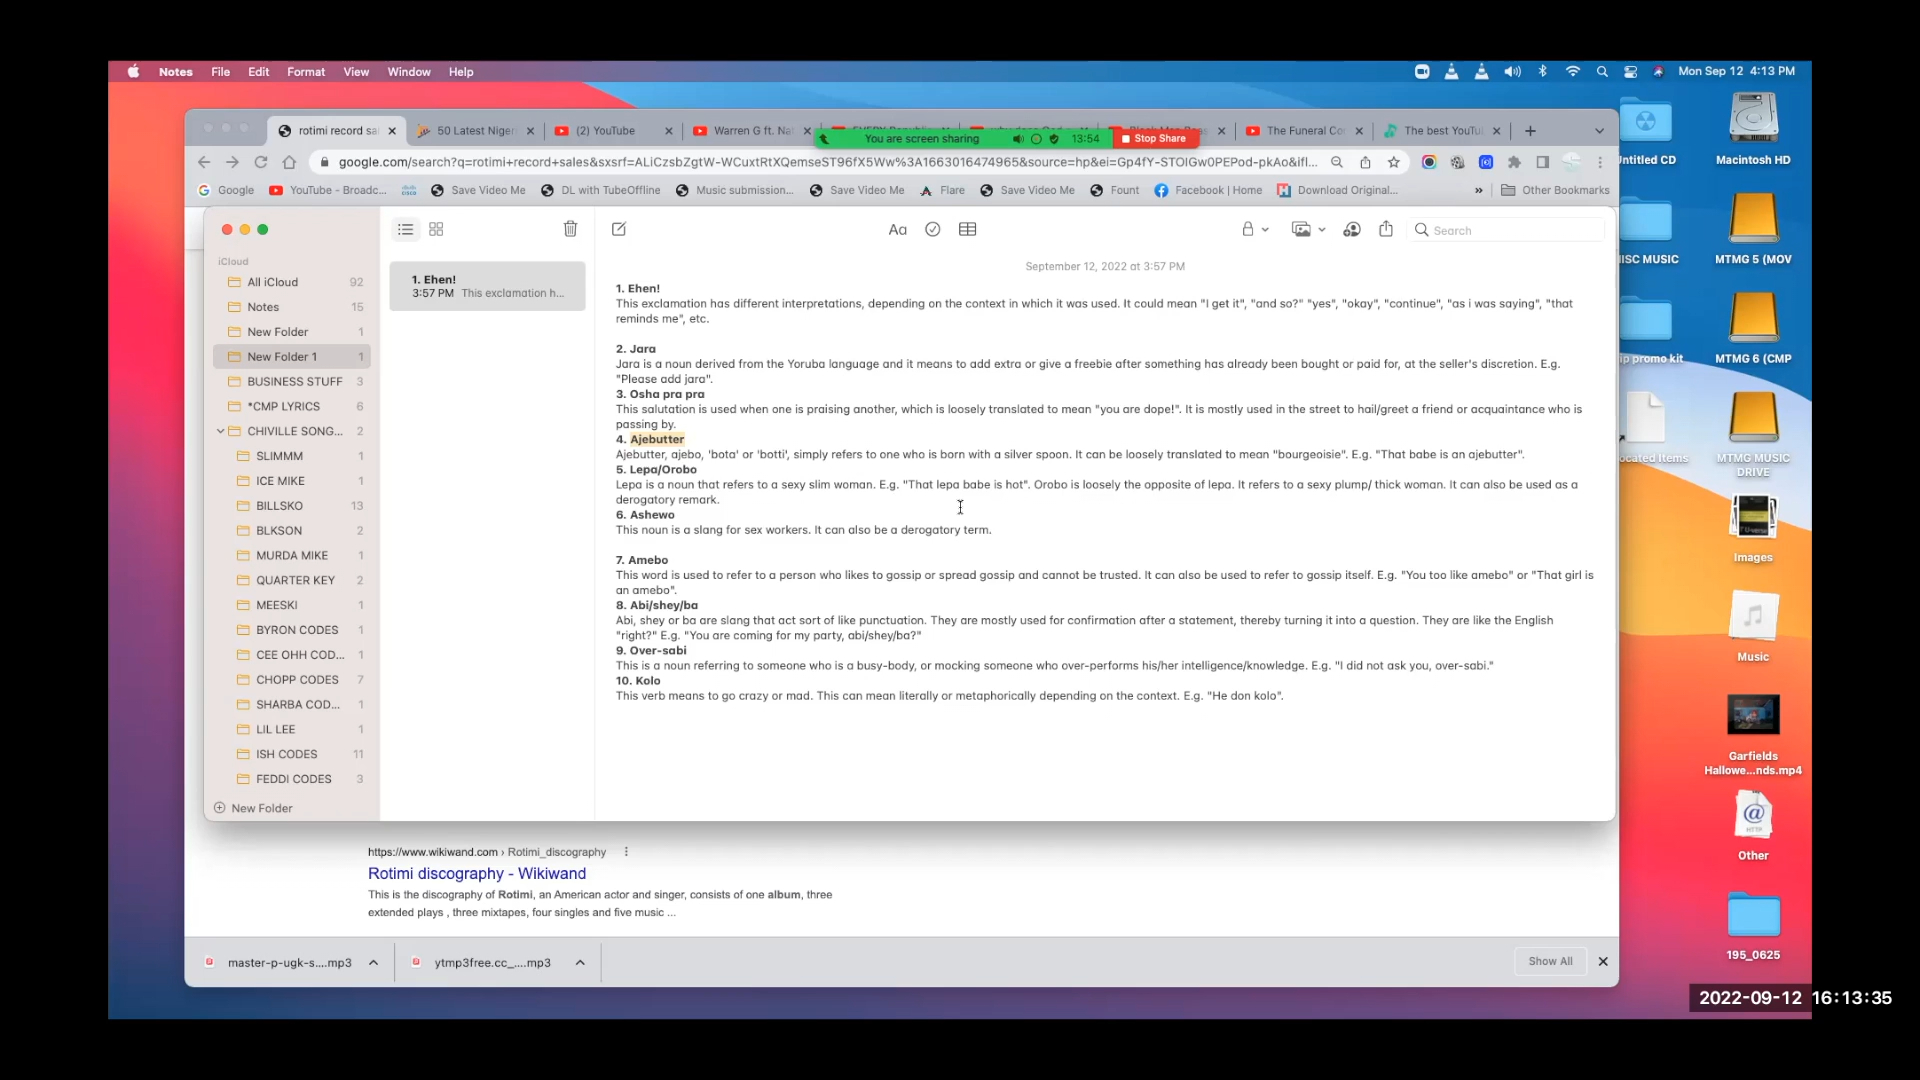 Notes File Edit Format View Window Help
Mon Sep 12 4:13 PM
rotimi record sa
50 Latest Niger
(2) YouTube
Warren G ft. Na
The Funeral Co
The best YouTu
You are screen sharing
13:54
Stop Share
google.com/search?q=rotimi+record+sales&sxsrf=ALiCzsbZgtW-WCuxtRtXQemseST96fX5Ww%3A1663016474965&source=hp&ei=Gp4fY-STOIGw0PEPod-pkAo&ifl...
Google
YouTube - Broadc...
Save Video Me
DL with TubeOffline
Music submission...
Save Video Me
Flare
Save Video Me
Fount
Facebook | Home
Download Original...
»
Other Bookmarks
iCloud
All iCloud 92
Notes 15
New Folder 1
New Folder 1 1
BUSINESS STUFF 3
*CMP LYRICS 6
CHIVILLE SONG... 2
SLIMMM 1
ICE MIKE 1
BILLSKO 13
BLKSON 2
MURDA MIKE 1
QUARTER KEY 2
MEESKI 1
BYRON CODES 1
CEE OHH COD... 1
CHOPP CODES 7
SHARBA COD... 1
LIL LEE 1
ISH CODES 11
FEDDI CODES 3
New Folder
1. Ehen!
3:57 PM This exclamation h...
Aa
Search
September 12, 2022 at 3:57 PM
1. Ehen!
This exclamation has different interpretations, depending on the context in which it was used. It could mean "I get it", "and so?" "yes", "okay", "continue", "as i was saying", "that
reminds me", etc.
2. Jara
Jara is a noun derived from the Yoruba language and it means to add extra or give a freebie after something has already been bought or paid for, at the seller's discretion. E.g.
"Please add jara".
3. Osha pra pra
This salutation is used when one is praising another, which is loosely translated to mean "you are dope!". It is mostly used in the street to hail/greet a friend or acquaintance who is
passing by.
4. Ajebutter
Ajebutter, ajebo, 'bota' or 'botti', simply refers to one who is born with a silver spoon. It can be loosely translated to mean "bourgeoisie". E.g. "That babe is an ajebutter".
5. Lepa/Orobo
Lepa is a noun that refers to a sexy slim woman. E.g. "That lepa babe is hot". Orobo is loosely the opposite of lepa. It refers to a sexy plump/ thick woman. It can also be used as a
derogatory remark.
6. Ashewo
This noun is a slang for sex workers. It can also be a derogatory term.
7. Amebo
This word is used to refer to a person who likes to gossip or spread gossip and cannot be trusted. It can also be used to refer to gossip itself. E.g. "You too like amebo" or "That girl is
an amebo".
8. Abi/shey/ba
Abi, shey or ba are slang that act sort of like punctuation. They are mostly used for confirmation after a statement, thereby turning it into a question. They are like the English
"right?" E.g. "You are coming for my party, abi/shey/ba?"
9. Over-sabi
This is a noun referring to someone who is a busy-body, or mocking someone who over-performs his/her intelligence/knowledge. E.g. "I did not ask you, over-sabi."
10. Kolo
This verb means to go crazy or mad. This can mean literally or metaphorically depending on the context. E.g. "He don kolo".
https://www.wikiwand.com › Rotimi_discography
Rotimi discography - Wikiwand
This is the discography of Rotimi, an American actor and singer, consists of one album, three
extended plays , three mixtapes, four singles and five music ...
master-p-ugk-s....mp3
ytmp3free.cc_....mp3
Show All
ntitled CD
Macintosh HD
ISC MUSIC
MTMG 5 (MOV
ip promo kit
MTMG 6 (CMP
ocated Items
MTMG MUSIC
DRIVE
Images
Music
Garfields
Hallowe...nds.mp4
HTTP
Other
195_0625
2022-09-12 16:13:35